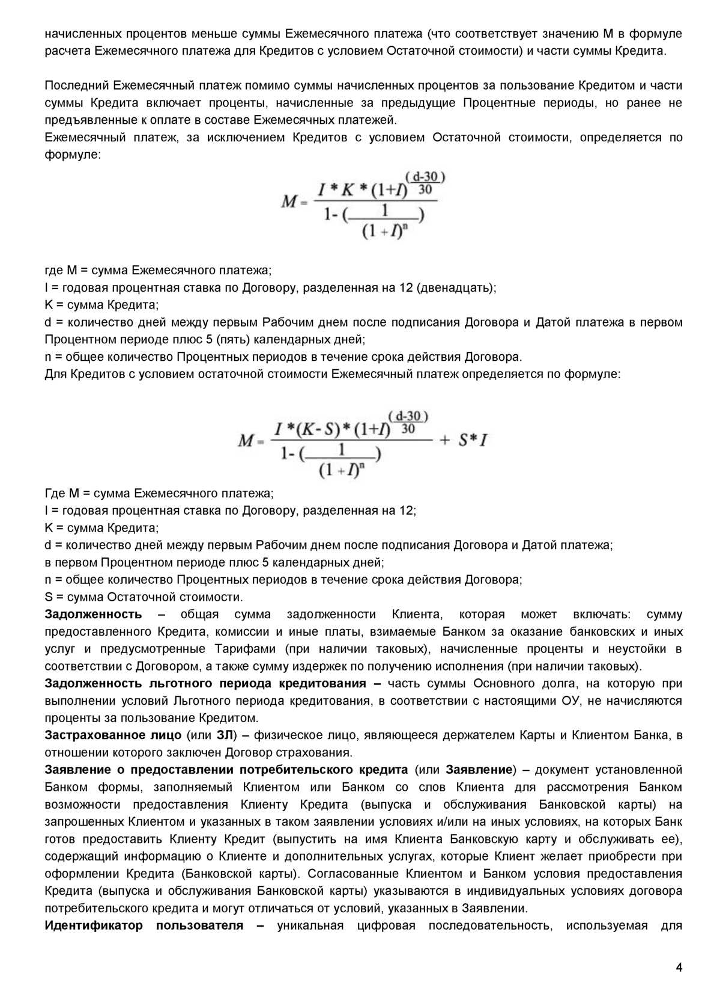 начисленных процентов меньше суммы Ежемесячного платежа (что соответствует значению М в формуле
расчета Ежемесячного платежа для Кредитов с условием Остаточной стоимости) и части суммы Кредита.
Последний Ежемесячный платеж помимо суммы начисленных процентов за пользование Кредитом и части
суммы Кредита включает проценты, начисленные за предыдущие Процентные периоды, но ранее не
предъявленные к оплате в составе Ежемесячных платежей.
Ежемесячный платеж, за исключением Кредитов с условием Остаточной стоимости, определяется по
формуле:
( d-30 )
I * K * (1+I) 30
M =
1- ( 1 )
(1 + I)ⁿ
где М = сумма Ежемесячного платежа;
I = годовая процентная ставка по Договору, разделенная на 12 (двенадцать);
К = сумма Кредита;
d = количество дней между первым Рабочим днем после подписания Договора и Датой платежа в первом
Процентном периоде плюс 5 (пять) календарных дней;
n = общее количество Процентных периодов в течение срока действия Договора.
Для Кредитов с условием остаточной стоимости Ежемесячный платеж определяется по формуле:
( d-30 )
I *(K- S)* (1+I) 30
M = + S* I
1- ( 1 )
(1 +I)ⁿ
Где М = сумма Ежемесячного платежа;
I = годовая процентная ставка по Договору, разделенная на 12;
К = сумма Кредита;
d = количество дней между первым Рабочим днем после подписания Договора и Датой платежа;
в первом Процентном периоде плюс 5 календарных дней;
n = общее количество Процентных периодов в течение срока действия Договора;
S = сумма Остаточной стоимости.
Задолженность – общая сумма задолженности Клиента, которая может включать: сумму
предоставленного Кредита, комиссии и иные платы, взимаемые Банком за оказание банковских и иных
услуг и предусмотренные Тарифами (при наличии таковых), начисленные проценты и неустойки в
соответствии с Договором, а также сумму издержек по получению исполнения (при наличии таковых).
Задолженность льготного периода кредитования – часть суммы Основного долга, на которую при
выполнении условий Льготного периода кредитования, в соответствии с настоящими ОУ, не начисляются
проценты за пользование Кредитом.
Застрахованное лицо (или ЗЛ) – физическое лицо, являющееся держателем Карты и Клиентом Банка, в
отношении которого заключен Договор страхования.
Заявление о предоставлении потребительского кредита (или Заявление) – документ установленной
Банком формы, заполняемый Клиентом или Банком со слов Клиента для рассмотрения Банком
возможности предоставления Клиенту Кредита (выпуска и обслуживания Банковской карты) на
запрошенных Клиентом и указанных в таком заявлении условиях и/или на иных условиях, на которых Банк
готов предоставить Клиенту Кредит (выпустить на имя Клиента Банковскую карту и обслуживать ее),
содержащий информацию о Клиенте и дополнительных услугах, которые Клиент желает приобрести при
оформлении Кредита (Банковской карты). Согласованные Клиентом и Банком условия предоставления
Кредита (выпуска и обслуживания Банковской карты) указываются в индивидуальных условиях договора
потребительского кредита и могут отличаться от условий, указанных в Заявлении.
Идентификатор пользователя – уникальная цифровая последовательность, используемая для
4